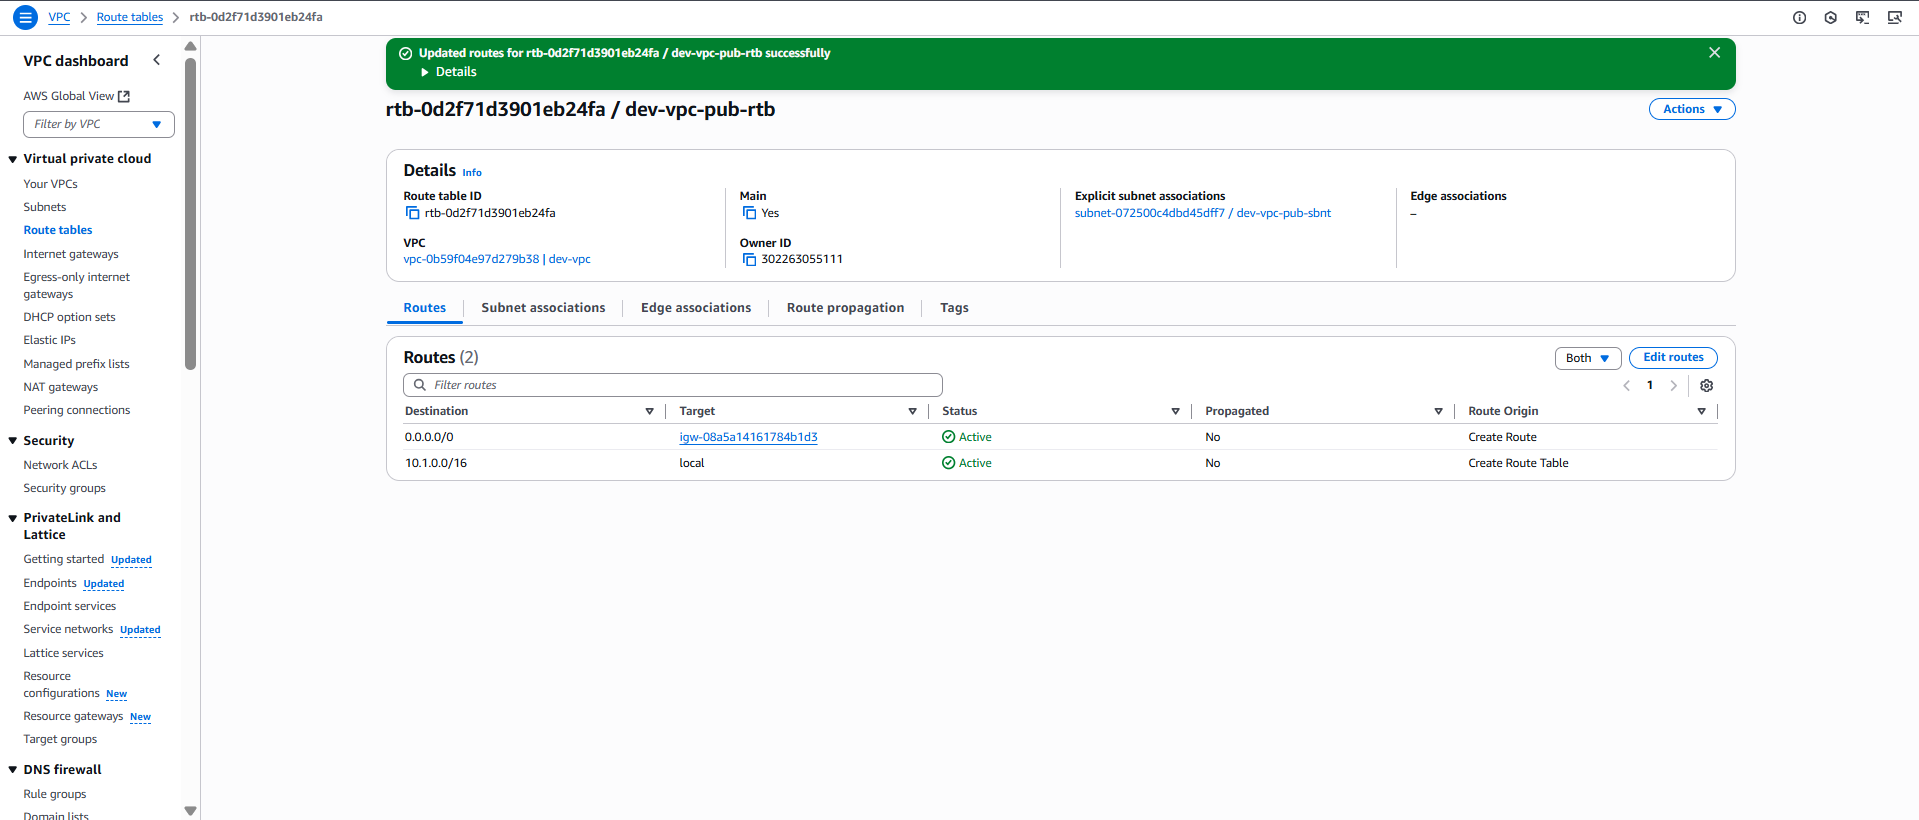 VPC > Route tables > rtb-0d2f71d3901eb24fa
VPC dashboard
AWS Global View
Filter by VPC
Virtual private cloud
Your VPCs
Subnets
Route tables
Internet gateways
Egress-only internet
gateways
DHCP option sets
Elastic IPs
Managed prefix lists
NAT gateways
Peering connections
Security
Network ACLs
Security groups
PrivateLink and
Lattice
Getting started Updated
Endpoints Updated
Endpoint services
Service networks Updated
Lattice services
Resource
configurations New
Resource gateways New
Target groups
DNS firewall
Rule groups
Domain lists
Updated routes for rtb-0d2f71d3901eb24fa / dev-vpc-pub-rtb successfully
Details
rtb-0d2f71d3901eb24fa / dev-vpc-pub-rtb
Actions
Details Info
Route table ID
rtb-0d2f71d3901eb24fa
Main
Yes
Explicit subnet associations
subnet-072500c4dbd45dff7 / dev-vpc-pub-sbnt
Edge associations
–
VPC
vpc-0b59f04e97d279b38 | dev-vpc
Owner ID
302263055111
Routes Subnet associations Edge associations Route propagation Tags
Routes (2)
Both Edit routes
Filter routes
1
Destination Target Status Propagated Route Origin
0.0.0.0/0 igw-08a5a14161784b1d3 Active No Create Route
10.1.0.0/16 local Active No Create Route Table